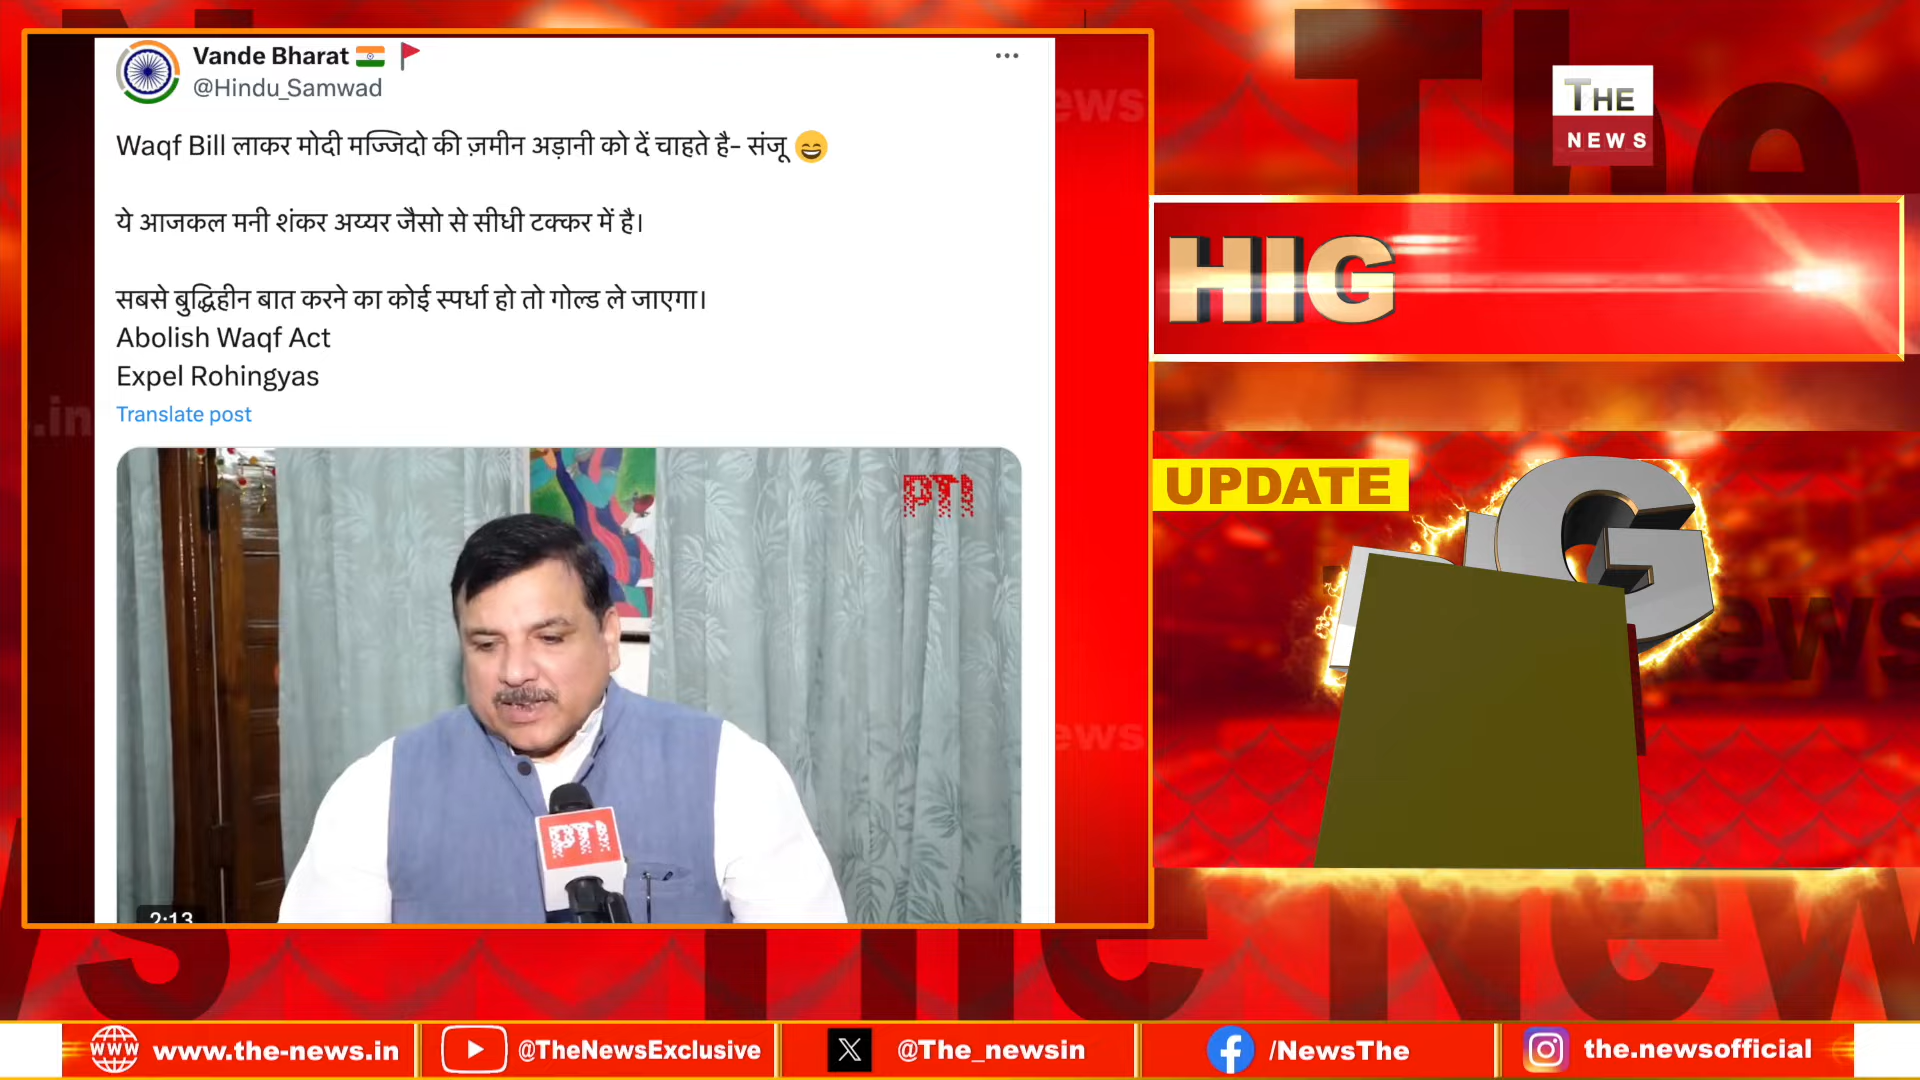 Vande Bharat
@Hindu_Samwad
Waqf Bill लाकर मोदी मज्जिदो की ज़मीन अड़ानी को दें चाहते है- संजू
ये आजकल मनी शंकर अय्यर जैसो से सीधी टक्कर में है।
सबसे बुद्धिहीन बात करने का कोई स्पर्धा हो तो गोल्ड ले जाएगा।
Abolish Waqf Act
Expel Rohingyas
Translate post
PTI
PTI
2:13
THE
NEWS
HIG
UPDATE
G
www.the-news.in
@TheNewsExclusive
@The_newsin
/NewsThe
the.newsofficial